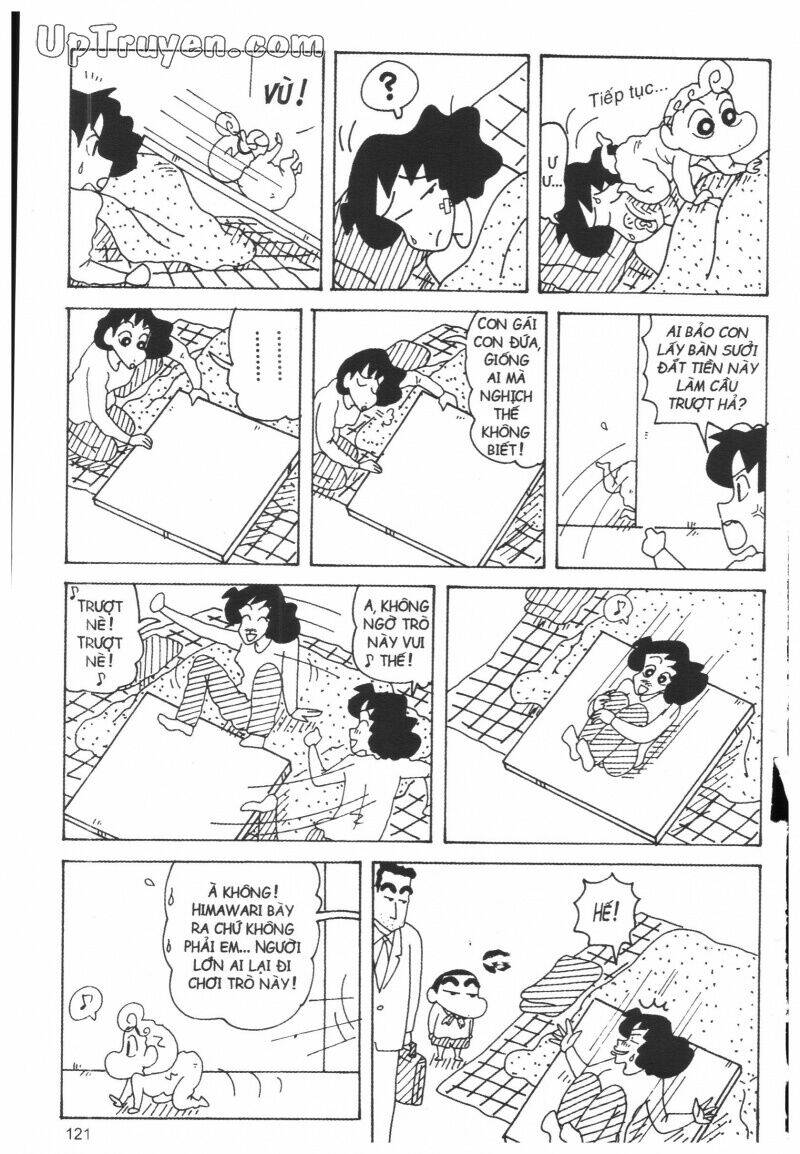 UpTruyen.com
VÙ!
?
Tiếp tục...
Ư
Ư...
............
CON GÁI
CON ĐỨA,
GIỐNG
AI MÀ
NGHỊCH
THẾ
KHÔNG
BIẾT!
AI BẢO CON
LẤY BÀN SƯỞI
ĐẮT TIỀN NÀY
LÀM CẦU
TRƯỢT HẢ?
TRƯỢT
NÈ!
TRƯỢT
NÈ!
A, KHÔNG
NGỜ TRÒ
NÀY VUI
THẾ!
À KHÔNG!
HIMAWARI BÀY
RA CHỨ KHÔNG
PHẢI EM... NGƯỜI
LỚN AI LẠI ĐI
CHƠI TRÒ NÀY!
HẾ!
121